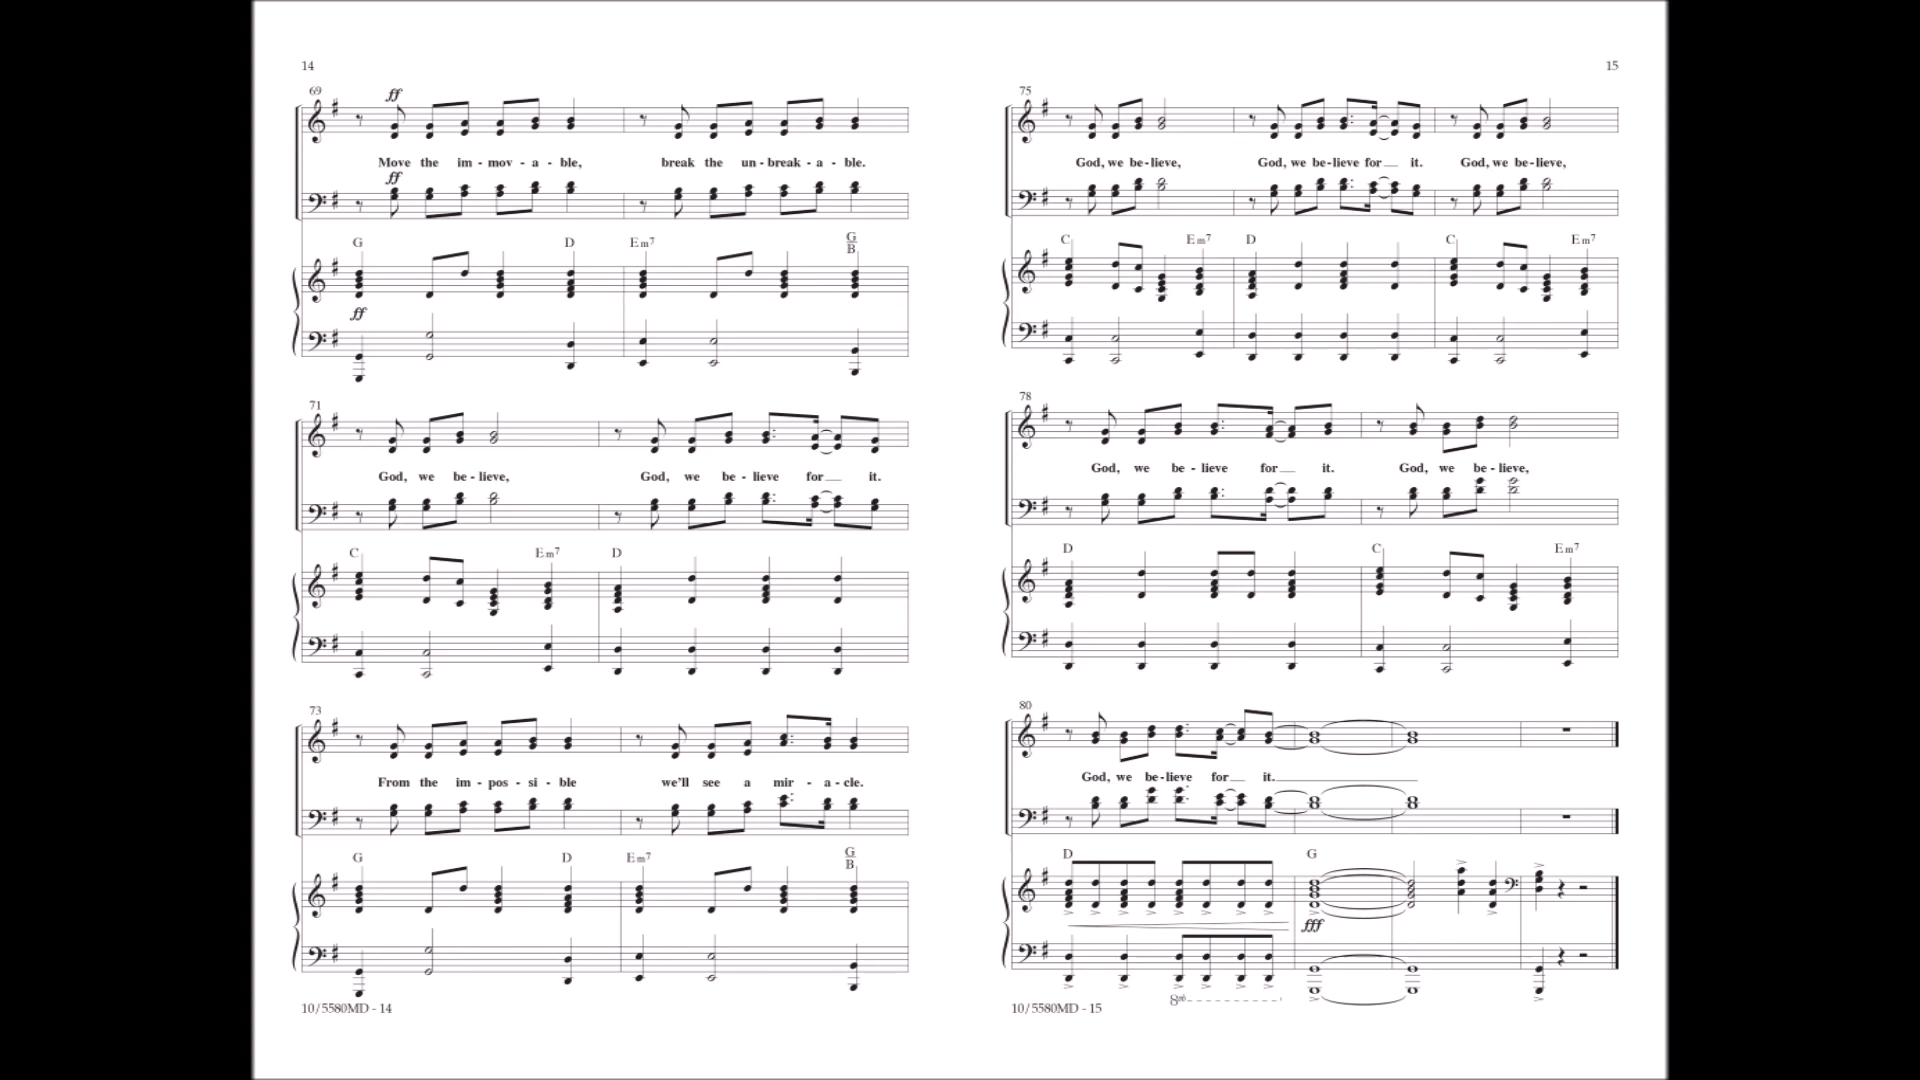 14
69
ff
Move the im - mov - a - ble, break the un - break - a - ble.
ff
G D Em7 G/B
ff
71
God, we be - lieve, God, we be - lieve for it.
C Em7 D
73
From the im - pos - si - ble we'll see a mir - a - cle.
G D Em7 G/B
10/5580MD - 14
15
75
God, we be - lieve, God, we be - lieve for it. God, we be - lieve,
C Em7 D C Em7
78
God, we be - lieve for it. God, we be - lieve,
D C Em7
80
God, we be - lieve for it.
D G
fff
8vb
10/5580MD - 15